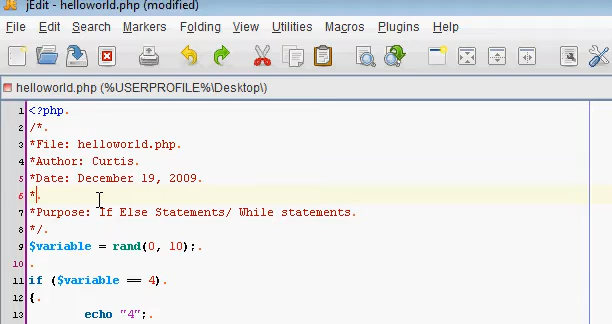 jEdit - helloworld.php (modified)
File Edit Search Markers Folding View Utilities Macros Plugins Help
helloworld.php (%USERPROFILE%\Desktop\)
1 <?php.
2 /*.
3 *File: helloworld.php.
4 *Author: Curtis.
5 *Date: December 19, 2009.
6 *.
7 *Purpose: If Else Statements/ While statements.
8 */.
9 $variable = rand(0, 10);.
10 .
11 if ($variable == 4).
12 {.
13 echo "4";.